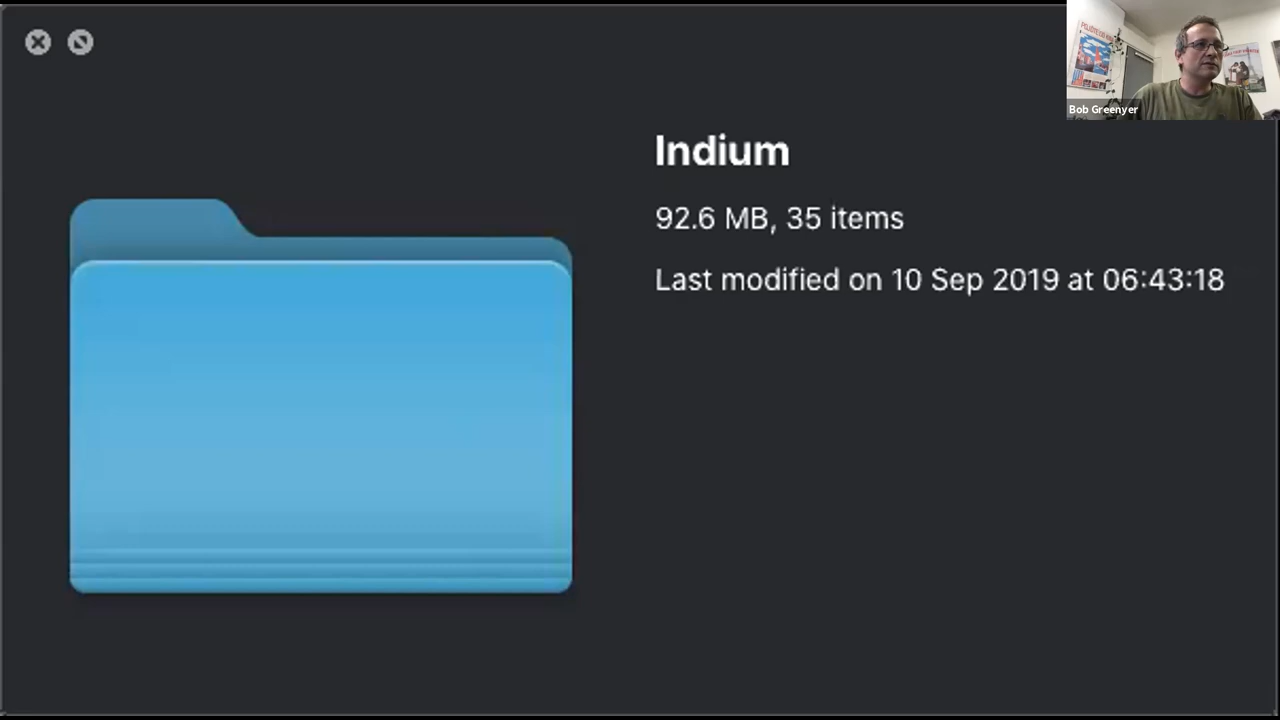 Indium
92.6 MB, 35 items
Last modified on 10 Sep 2019 at 06:43:18
Bob Greenyer